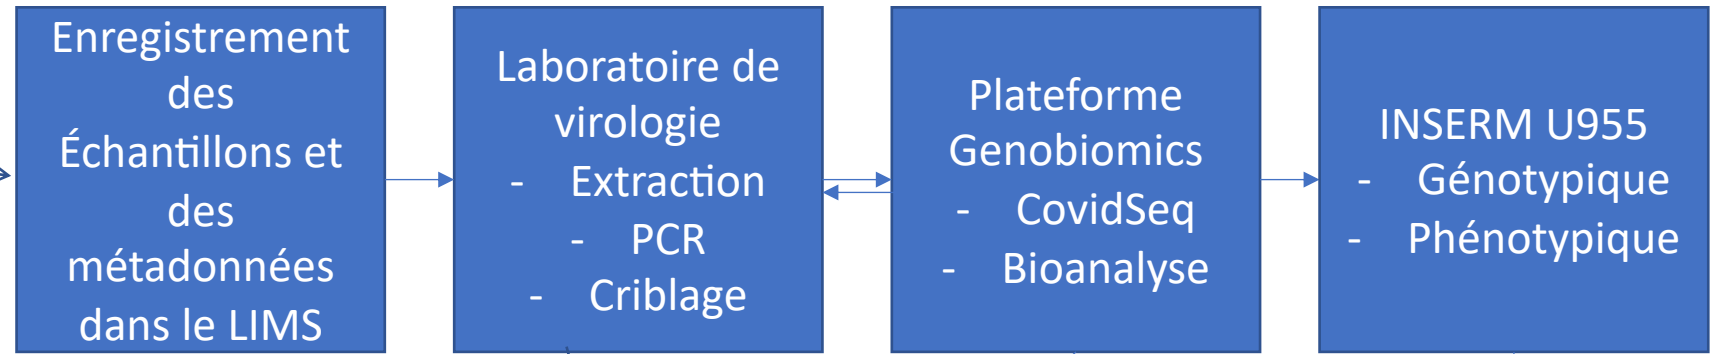 Enregistrement
des
Échantillons et
des
métadonnées
dans le LIMS
Laboratoire de
virologie
- Extraction
- PCR
- Criblage
Plateforme
Genobiomics
- CovidSeq
- Bioanalyse
INSERM U955
- Génotypique
- Phénotypique